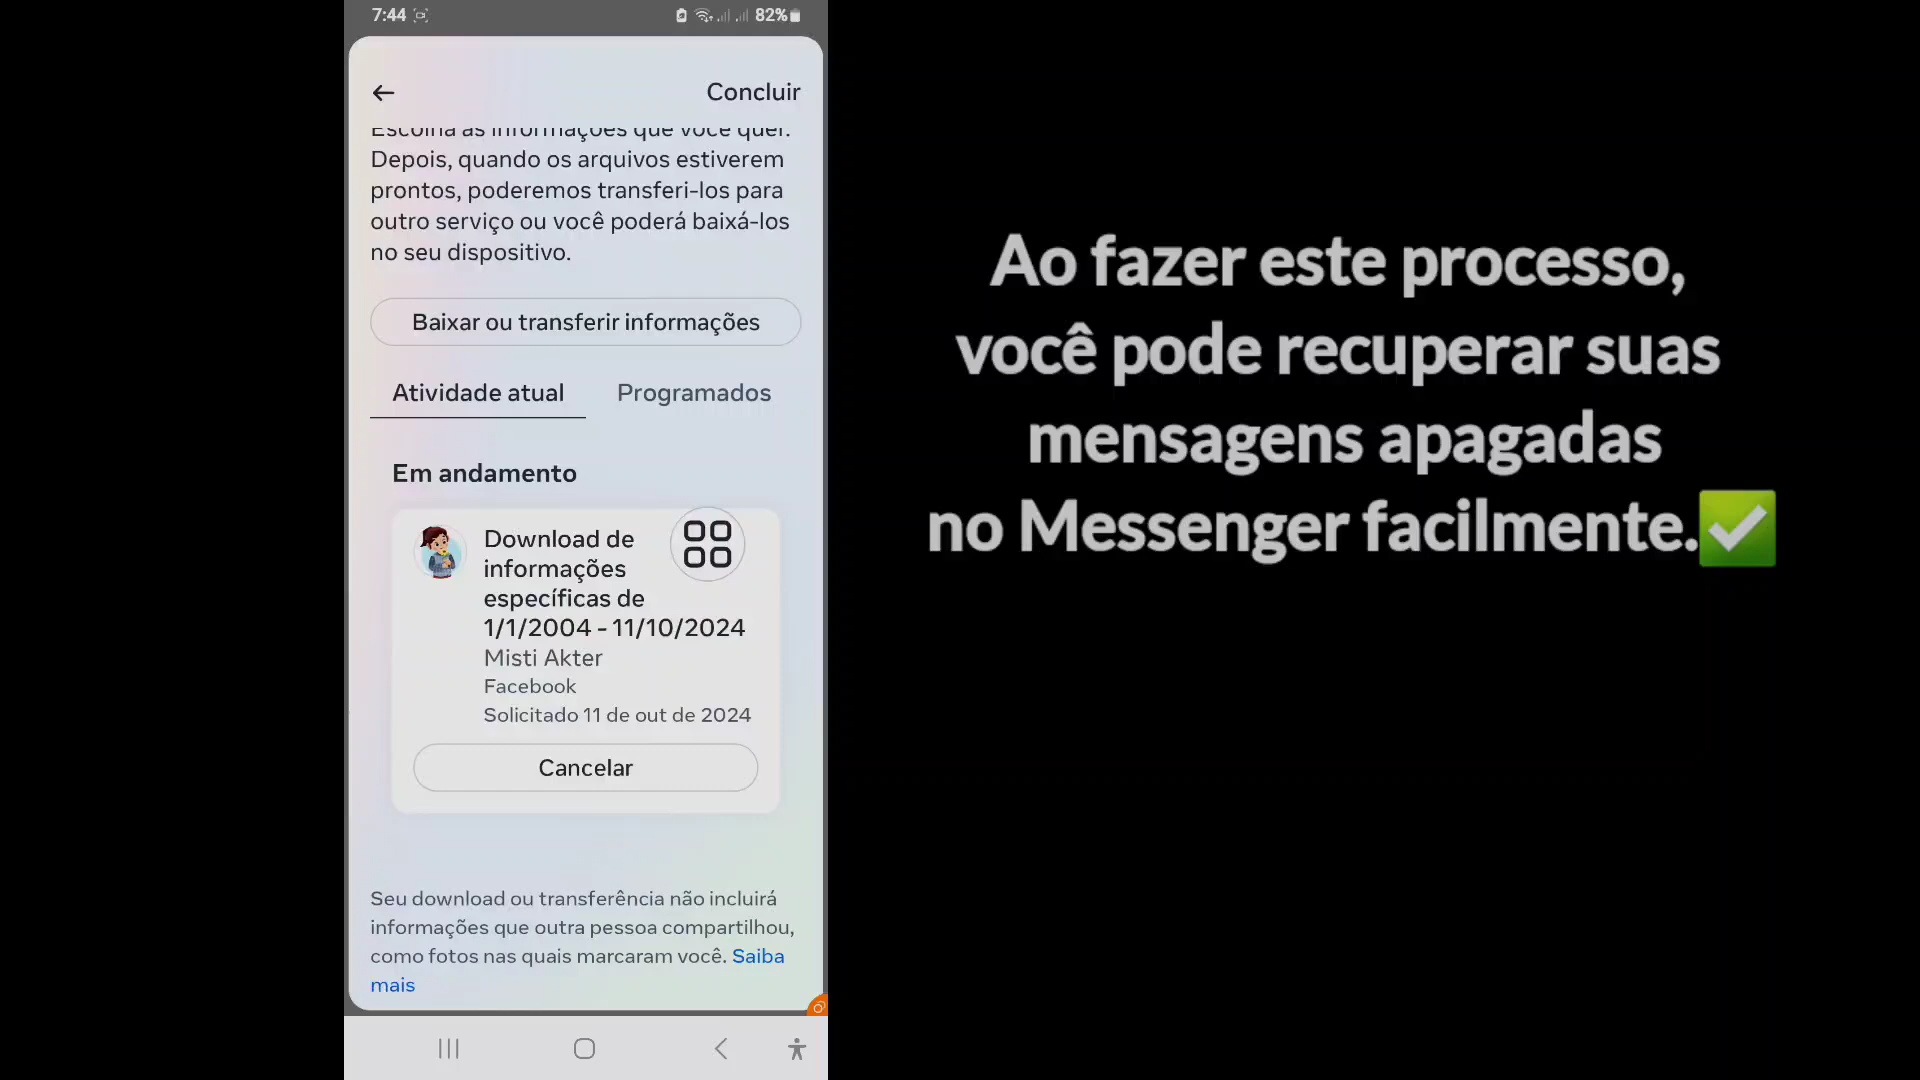 7:44
82%
Concluir
Escolha as informações que você quer.
Depois, quando os arquivos estiverem
prontos, poderemos transferi-los para
outro serviço ou você poderá baixá-los
no seu dispositivo.
Baixar ou transferir informações
Atividade atual
Programados
Em andamento
Download de
informações
específicas de
1/1/2004 - 11/10/2024
Misti Akter
Facebook
Solicitado 11 de out de 2024
Cancelar
Seu download ou transferência não incluirá
informações que outra pessoa compartilhou,
como fotos nas quais marcaram você. Saiba
mais
Ao fazer este processo,
você pode recuperar suas
mensagens apagadas
no Messenger facilmente.✅